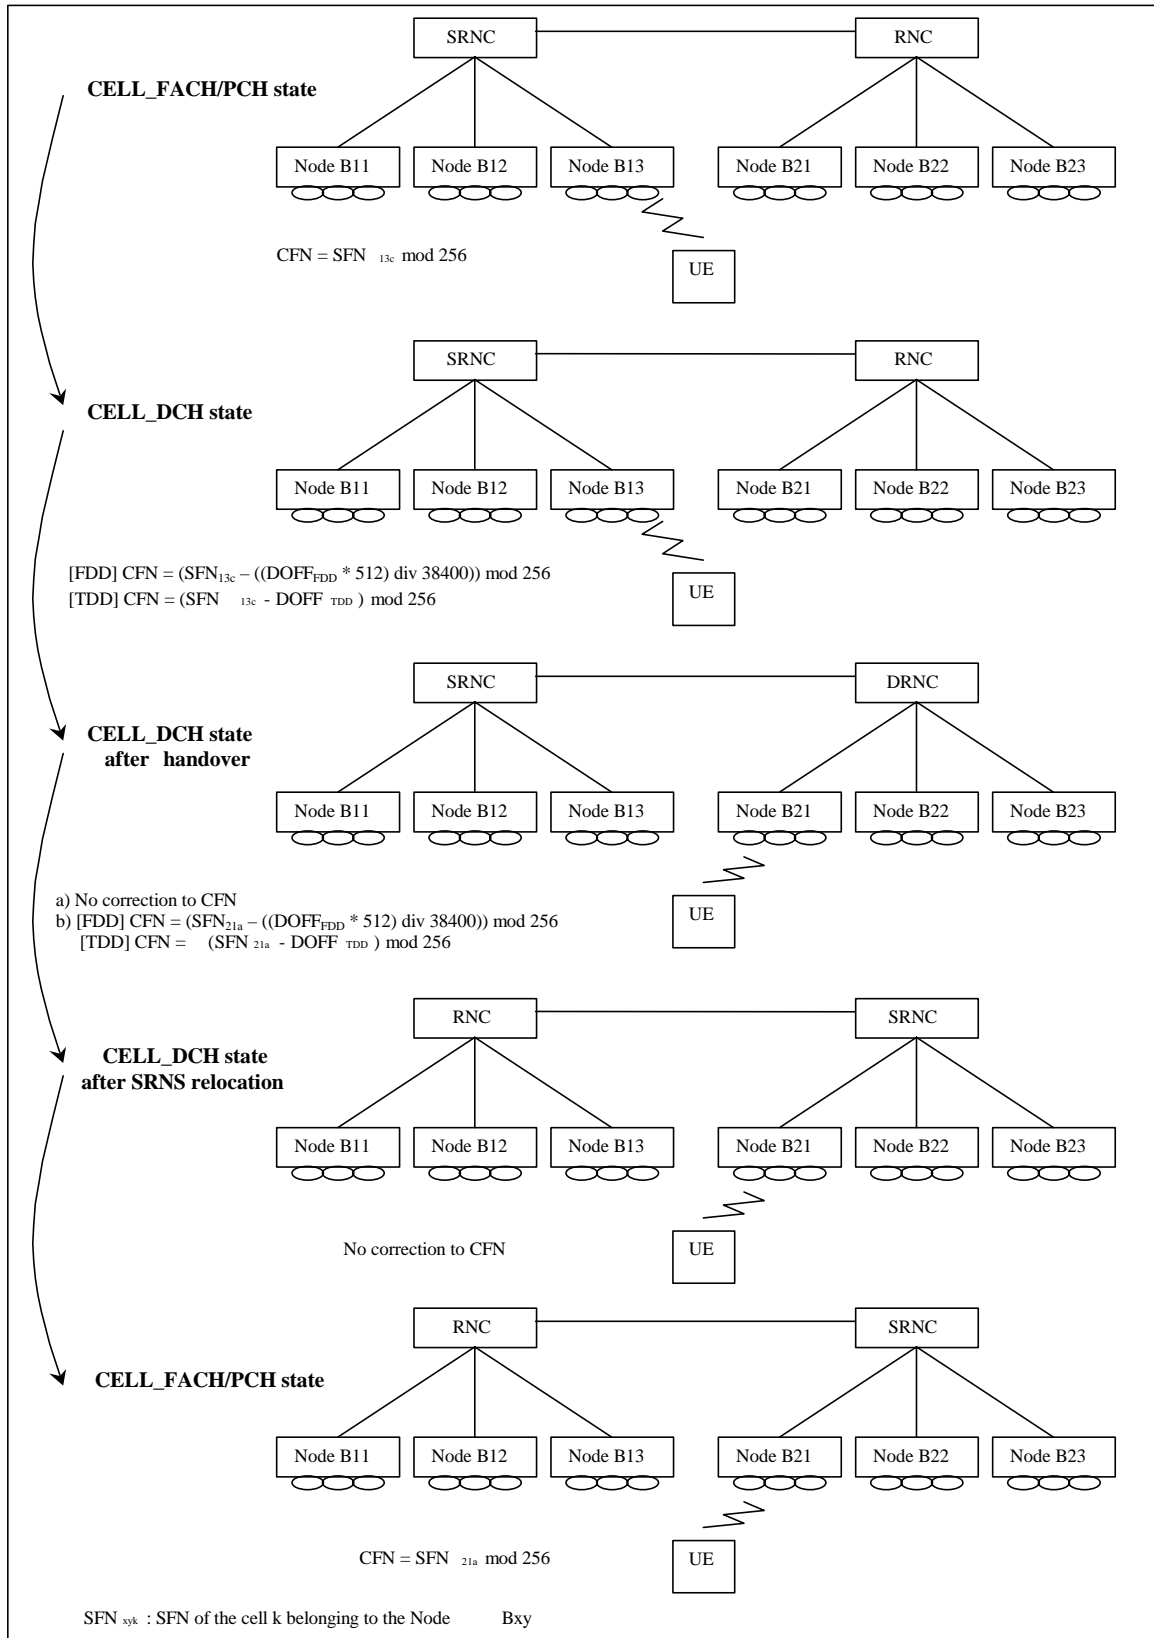 SRNC RNC
CELL_FACH/PCH state
Node B11 Node B12 Node B13 Node B21 Node B22 Node B23
CFN = SFN 13c mod 256
UE
SRNC RNC
CELL_DCH state
Node B11 Node B12 Node B13 Node B21 Node B22 Node B23
[FDD] CFN = (SFN13c – ((DOFFFDD * 512) div 38400)) mod 256
[TDD] CFN = (SFN 13c - DOFF TDD ) mod 256
UE
SRNC DRNC
CELL_DCH state
after handover
Node B11 Node B12 Node B13 Node B21 Node B22 Node B23
a) No correction to CFN
b) [FDD] CFN = (SFN21a – ((DOFFFDD * 512) div 38400)) mod 256
[TDD] CFN = (SFN 21a - DOFF TDD ) mod 256
UE
RNC SRNC
CELL_DCH state
after SRNS relocation
Node B11 Node B12 Node B13 Node B21 Node B22 Node B23
No correction to CFN
UE
RNC SRNC
CELL_FACH/PCH state
Node B11 Node B12 Node B13 Node B21 Node B22 Node B23
CFN = SFN 21a mod 256
UE
SFN xyk : SFN of the cell k belonging to the Node Bxy